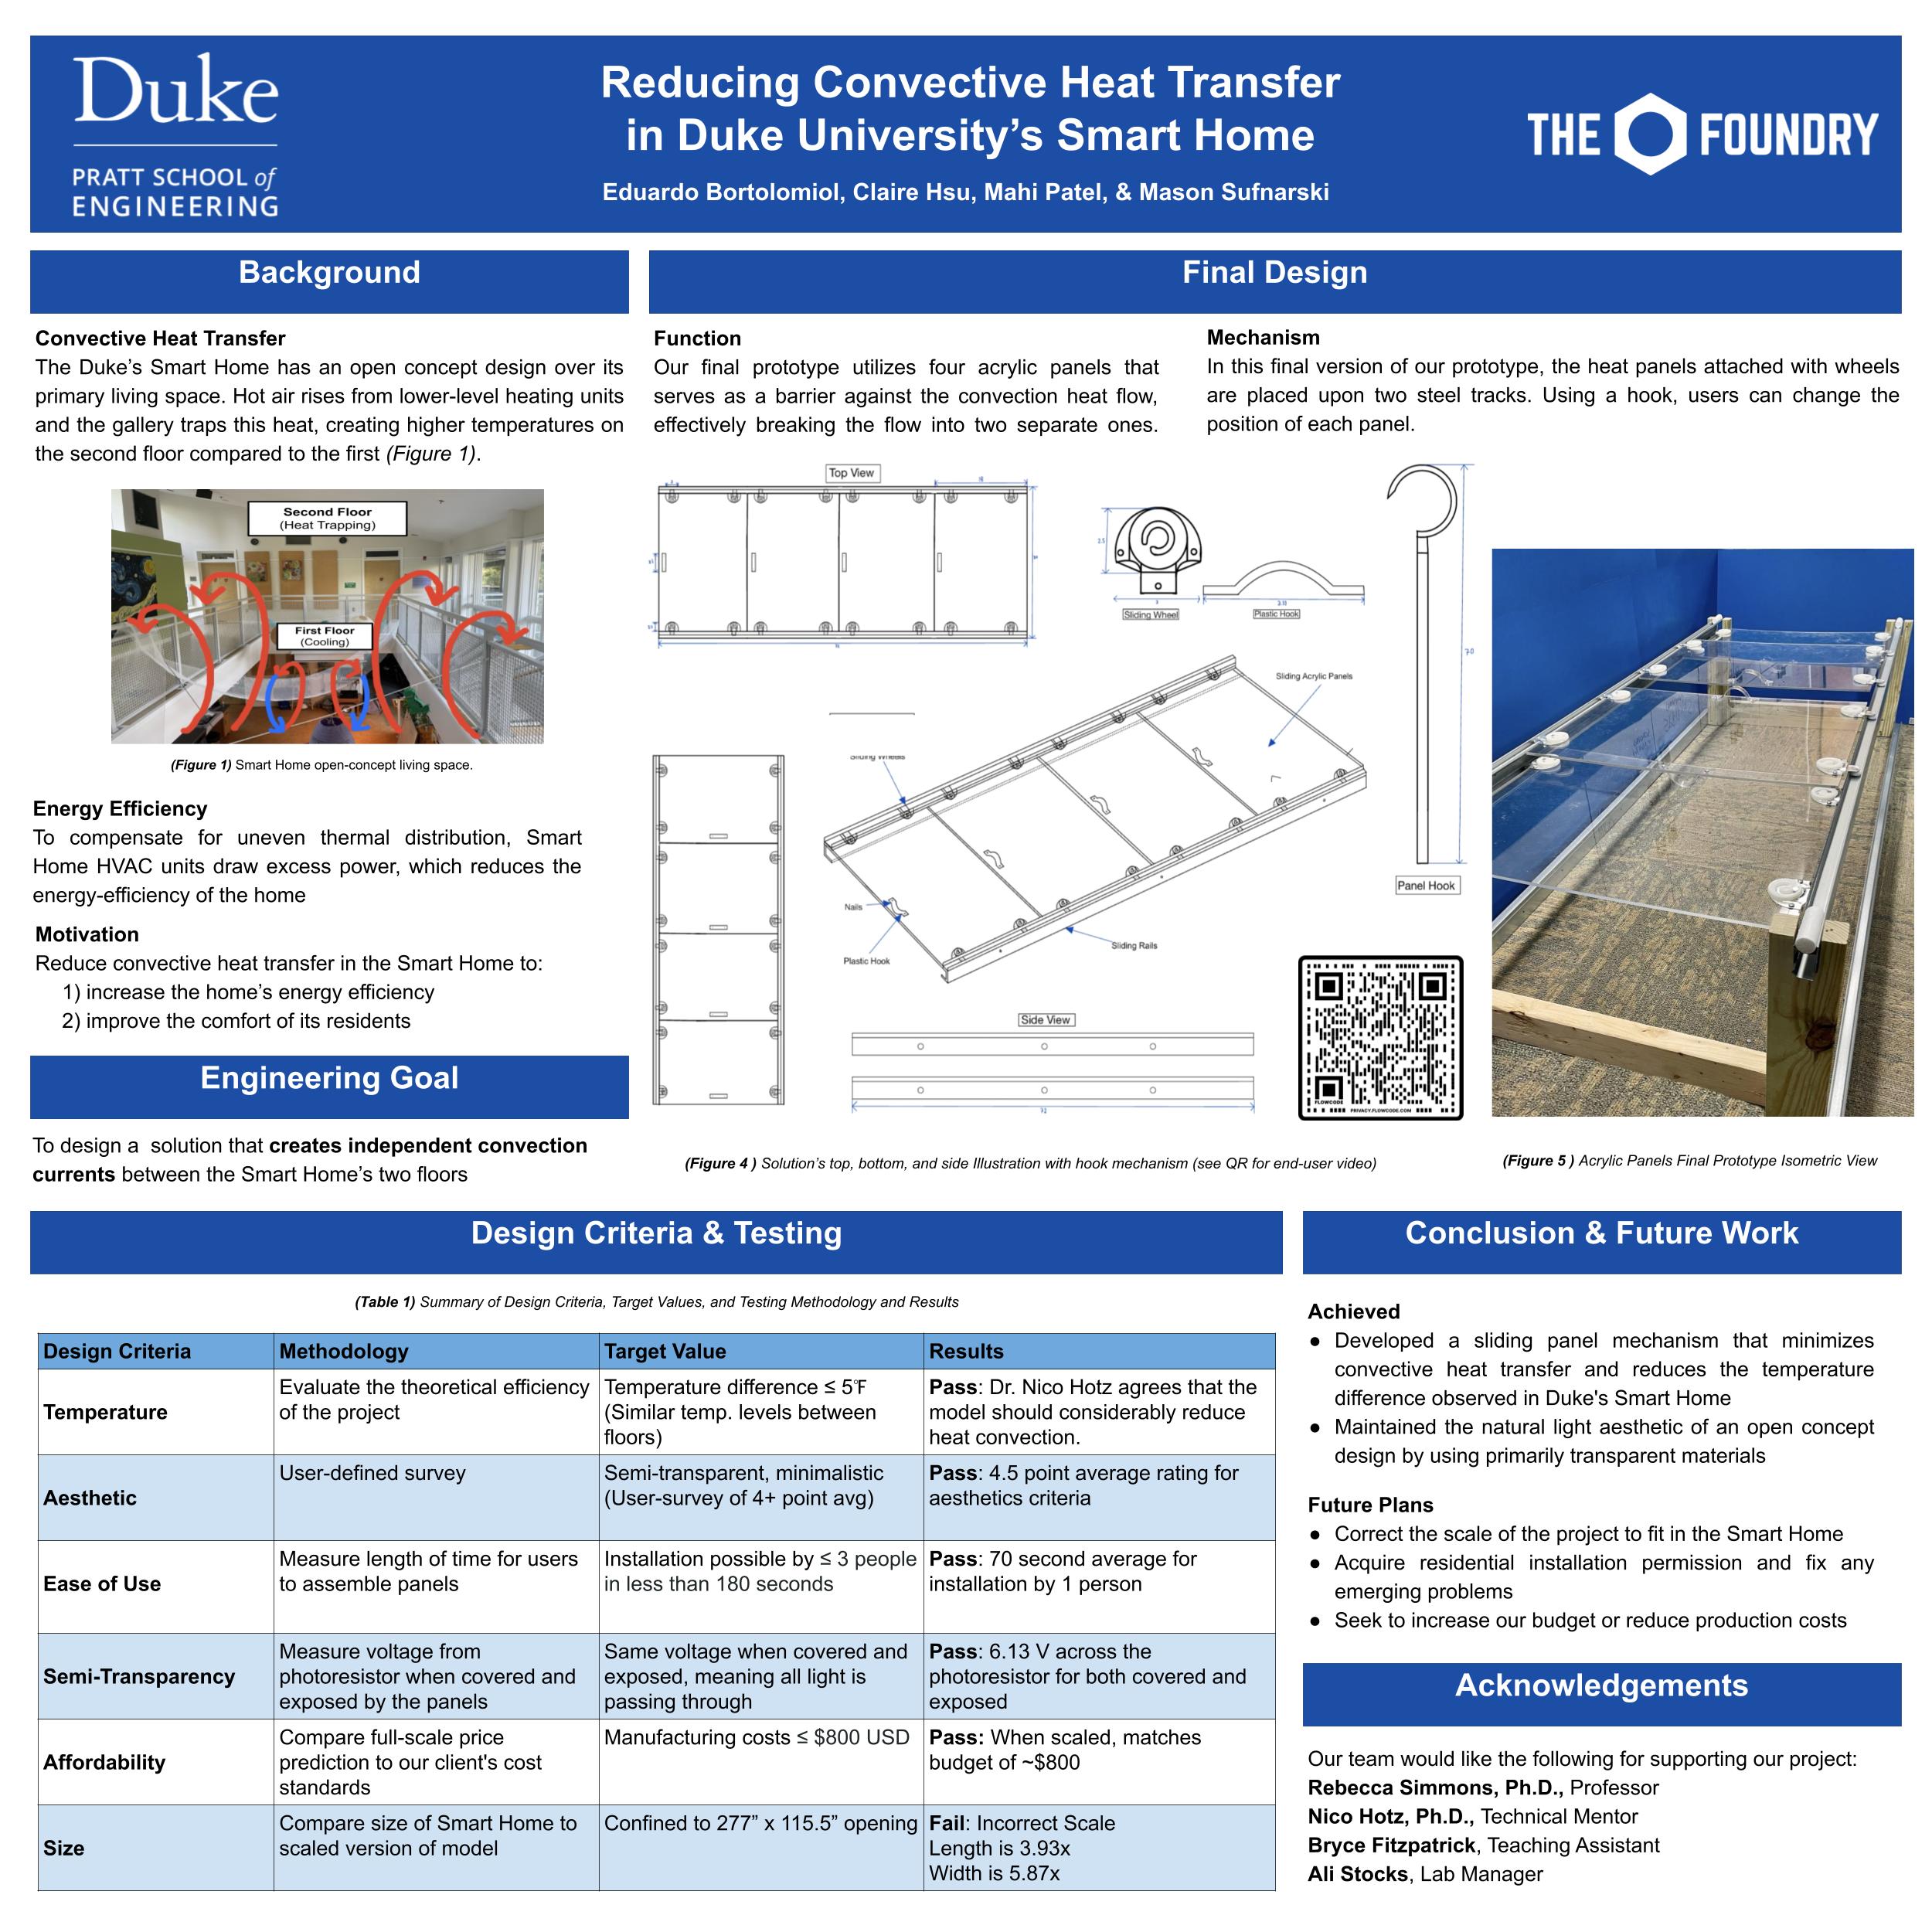 Duke
PRATT SCHOOL of
ENGINEERING
Reducing Convective Heat Transfer
in Duke University's Smart Home
Eduardo Bortolomiol, Claire Hsu, Mahi Patel, & Mason Sufnarski
THE FOUNDRY
Background
Convective Heat Transfer
The Duke's Smart Home has an open concept design over its
primary living space. Hot air rises from lower-level heating units
and the gallery traps this heat, creating higher temperatures on
the second floor compared to the first (Figure 1).
Second Floor
(Heat Trapping)
First Floor
(Cooling)
(Figure 1) Smart Home open-concept living space.
Energy Efficiency
To compensate for uneven thermal distribution, Smart
Home HVAC units draw excess power, which reduces the
energy-efficiency of the home
Motivation
Reduce convective heat transfer in the Smart Home to:
1) increase the home's energy efficiency
2) improve the comfort of its residents
Engineering Goal
To design a  solution that creates independent convection
currents between the Smart Home's two floors
Final Design
Function
Our final prototype utilizes four acrylic panels that
serves as a barrier against the convection heat flow,
effectively breaking the flow into two separate ones.
Mechanism
In this final version of our prototype, the heat panels attached with wheels
are placed upon two steel tracks. Using a hook, users can change the
position of each panel.
Top View
2.5
Sliding Wheel
Plastic Hook
70
Panel Hook
Sliding Acrylic Panels
Sliding Wheels
Nails
Plastic Hook
Sliding Rails
Side View
FLOWCODE
PRIVACY.FLOWCODE.COM
(Figure 4 ) Solution's top, bottom, and side Illustration with hook mechanism (see QR for end-user video)
(Figure 5 ) Acrylic Panels Final Prototype Isometric View
Design Criteria & Testing
(Table 1) Summary of Design Criteria, Target Values, and Testing Methodology and Results
Design Criteria
Methodology
Target Value
Results
Temperature
Evaluate the theoretical efficiency
of the project
Temperature difference ≤ 5℉
(Similar temp. levels between
floors)
Pass: Dr. Nico Hotz agrees that the
model should considerably reduce
heat convection.
Aesthetic
User-defined survey
Semi-transparent, minimalistic
(User-survey of 4+ point avg)
Pass: 4.5 point average rating for
aesthetics criteria
Ease of Use
Measure length of time for users
to assemble panels
Installation possible by ≤ 3 people
in less than 180 seconds
Pass: 70 second average for
installation by 1 person
Semi-Transparency
Measure voltage from
photoresistor when covered and
exposed by the panels
Same voltage when covered and
exposed, meaning all light is
passing through
Pass: 6.13 V across the
photoresistor for both covered and
exposed
Affordability
Compare full-scale price
prediction to our client's cost
standards
Manufacturing costs ≤ $800 USD
Pass: When scaled, matches
budget of ~$800
Size
Compare size of Smart Home to
scaled version of model
Confined to 277” x 115.5” opening
Fail: Incorrect Scale
Length is 3.93x
Width is 5.87x
Conclusion & Future Work
Achieved
● Developed a sliding panel mechanism that minimizes
convective heat transfer and reduces the temperature
difference observed in Duke's Smart Home
● Maintained the natural light aesthetic of an open concept
design by using primarily transparent materials
Future Plans
● Correct the scale of the project to fit in the Smart Home
● Acquire residential installation permission and fix any
emerging problems
● Seek to increase our budget or reduce production costs
Acknowledgements
Our team would like the following for supporting our project:
Rebecca Simmons, Ph.D., Professor
Nico Hotz, Ph.D., Technical Mentor
Bryce Fitzpatrick, Teaching Assistant
Ali Stocks, Lab Manager